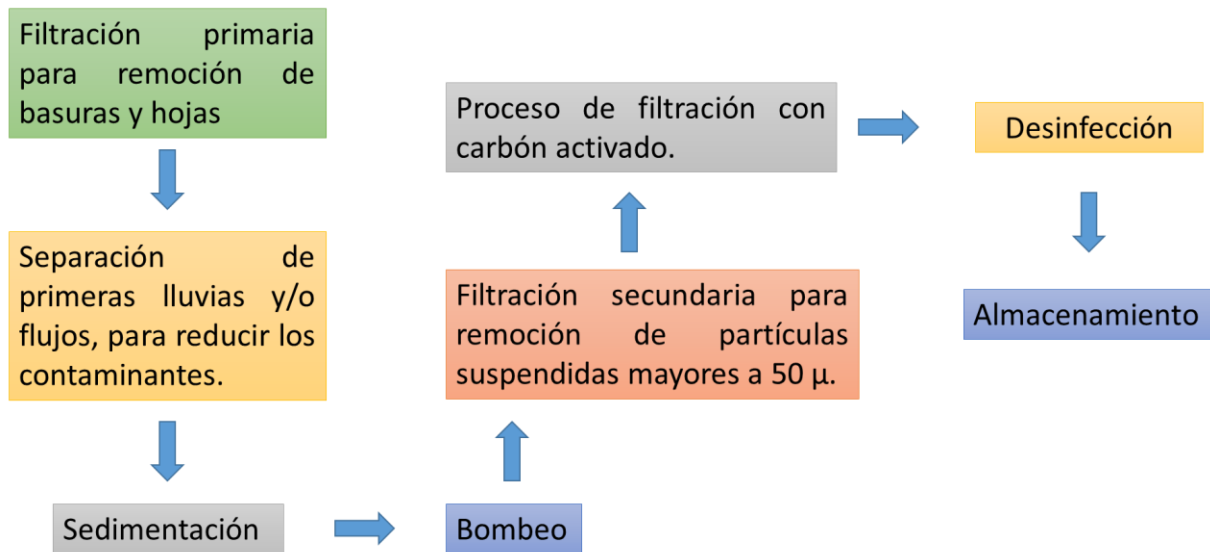 Filtración primaria
para remoción de
basuras y hojas
Separación de
primeras lluvias y/o
flujos, para reducir los
contaminantes.
Sedimentación
Bombeo
Filtración secundaria para
remoción de partículas
suspendidas mayores a 50 µ.
Proceso de filtración con
carbón activado.
Desinfección
Almacenamiento